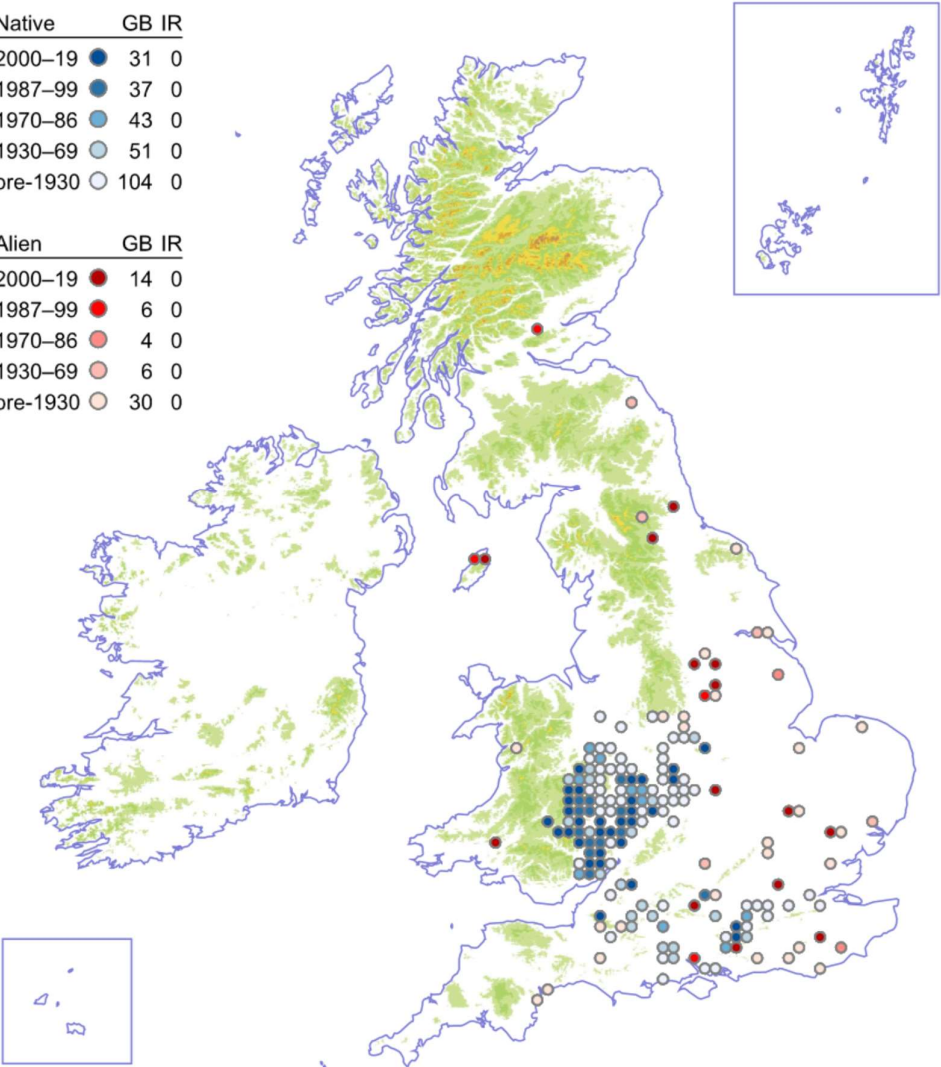 Native GB IR
2000–19 31 0
1987–99 37 0
1970–86 43 0
1930–69 51 0
pre-1930 104 0
Alien GB IR
2000–19 14 0
1987–99 6 0
1970–86 4 0
1930–69 6 0
pre-1930 30 0